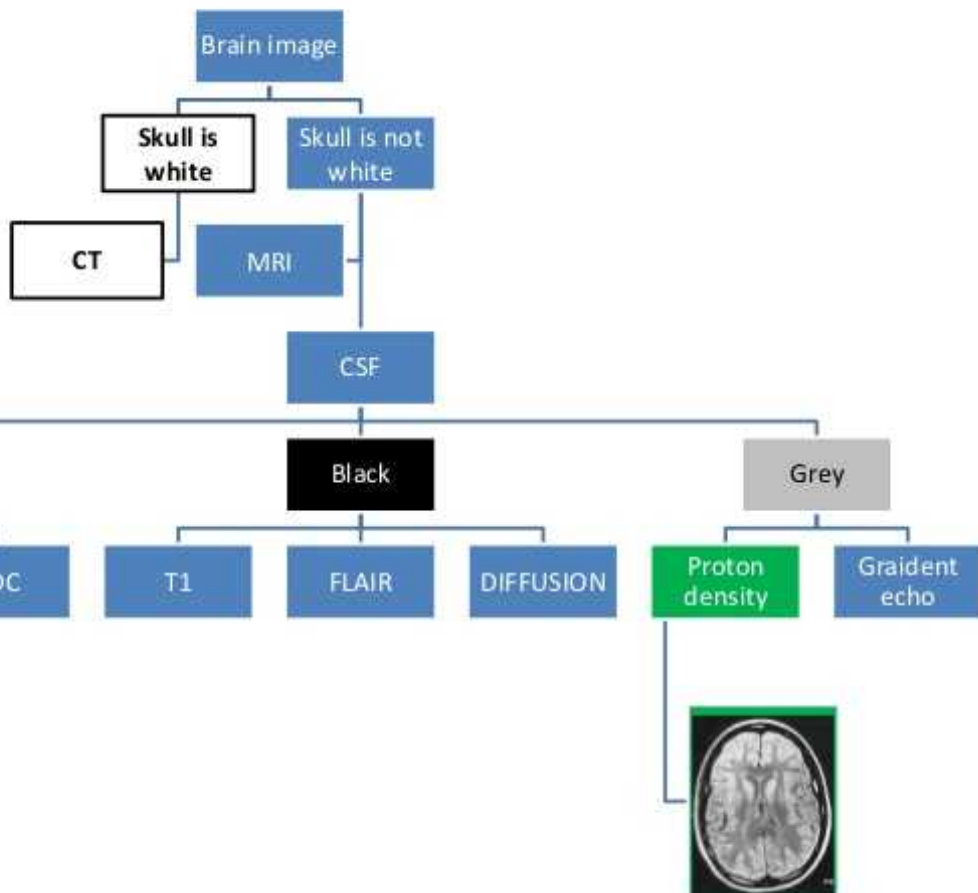 Brain image
Skull is
white
Skull is not
white
CT
MRI
CSF
Black
Grey
DC
T1
FLAIR
DIFFUSION
Proton
density
Graident
echo